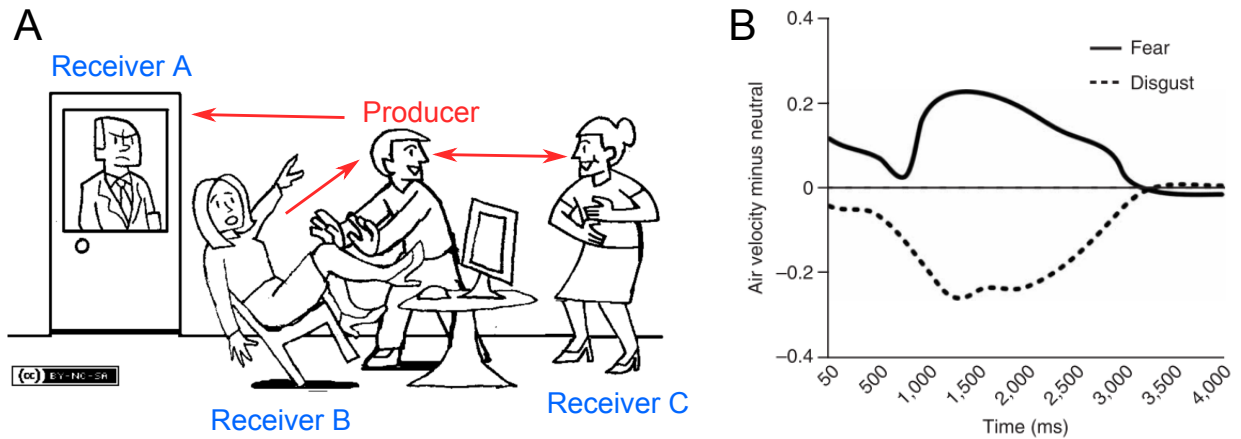 A
Receiver A
Producer
Receiver B
Receiver C
(cc) BY-NC-SA
B
Air velocity minus neutral
0.4
0.2
0
−0.2
−0.4
Fear
Disgust
50
500
1,000
1,500
2,000
2,500
3,000
3,500
4,000
Time (ms)